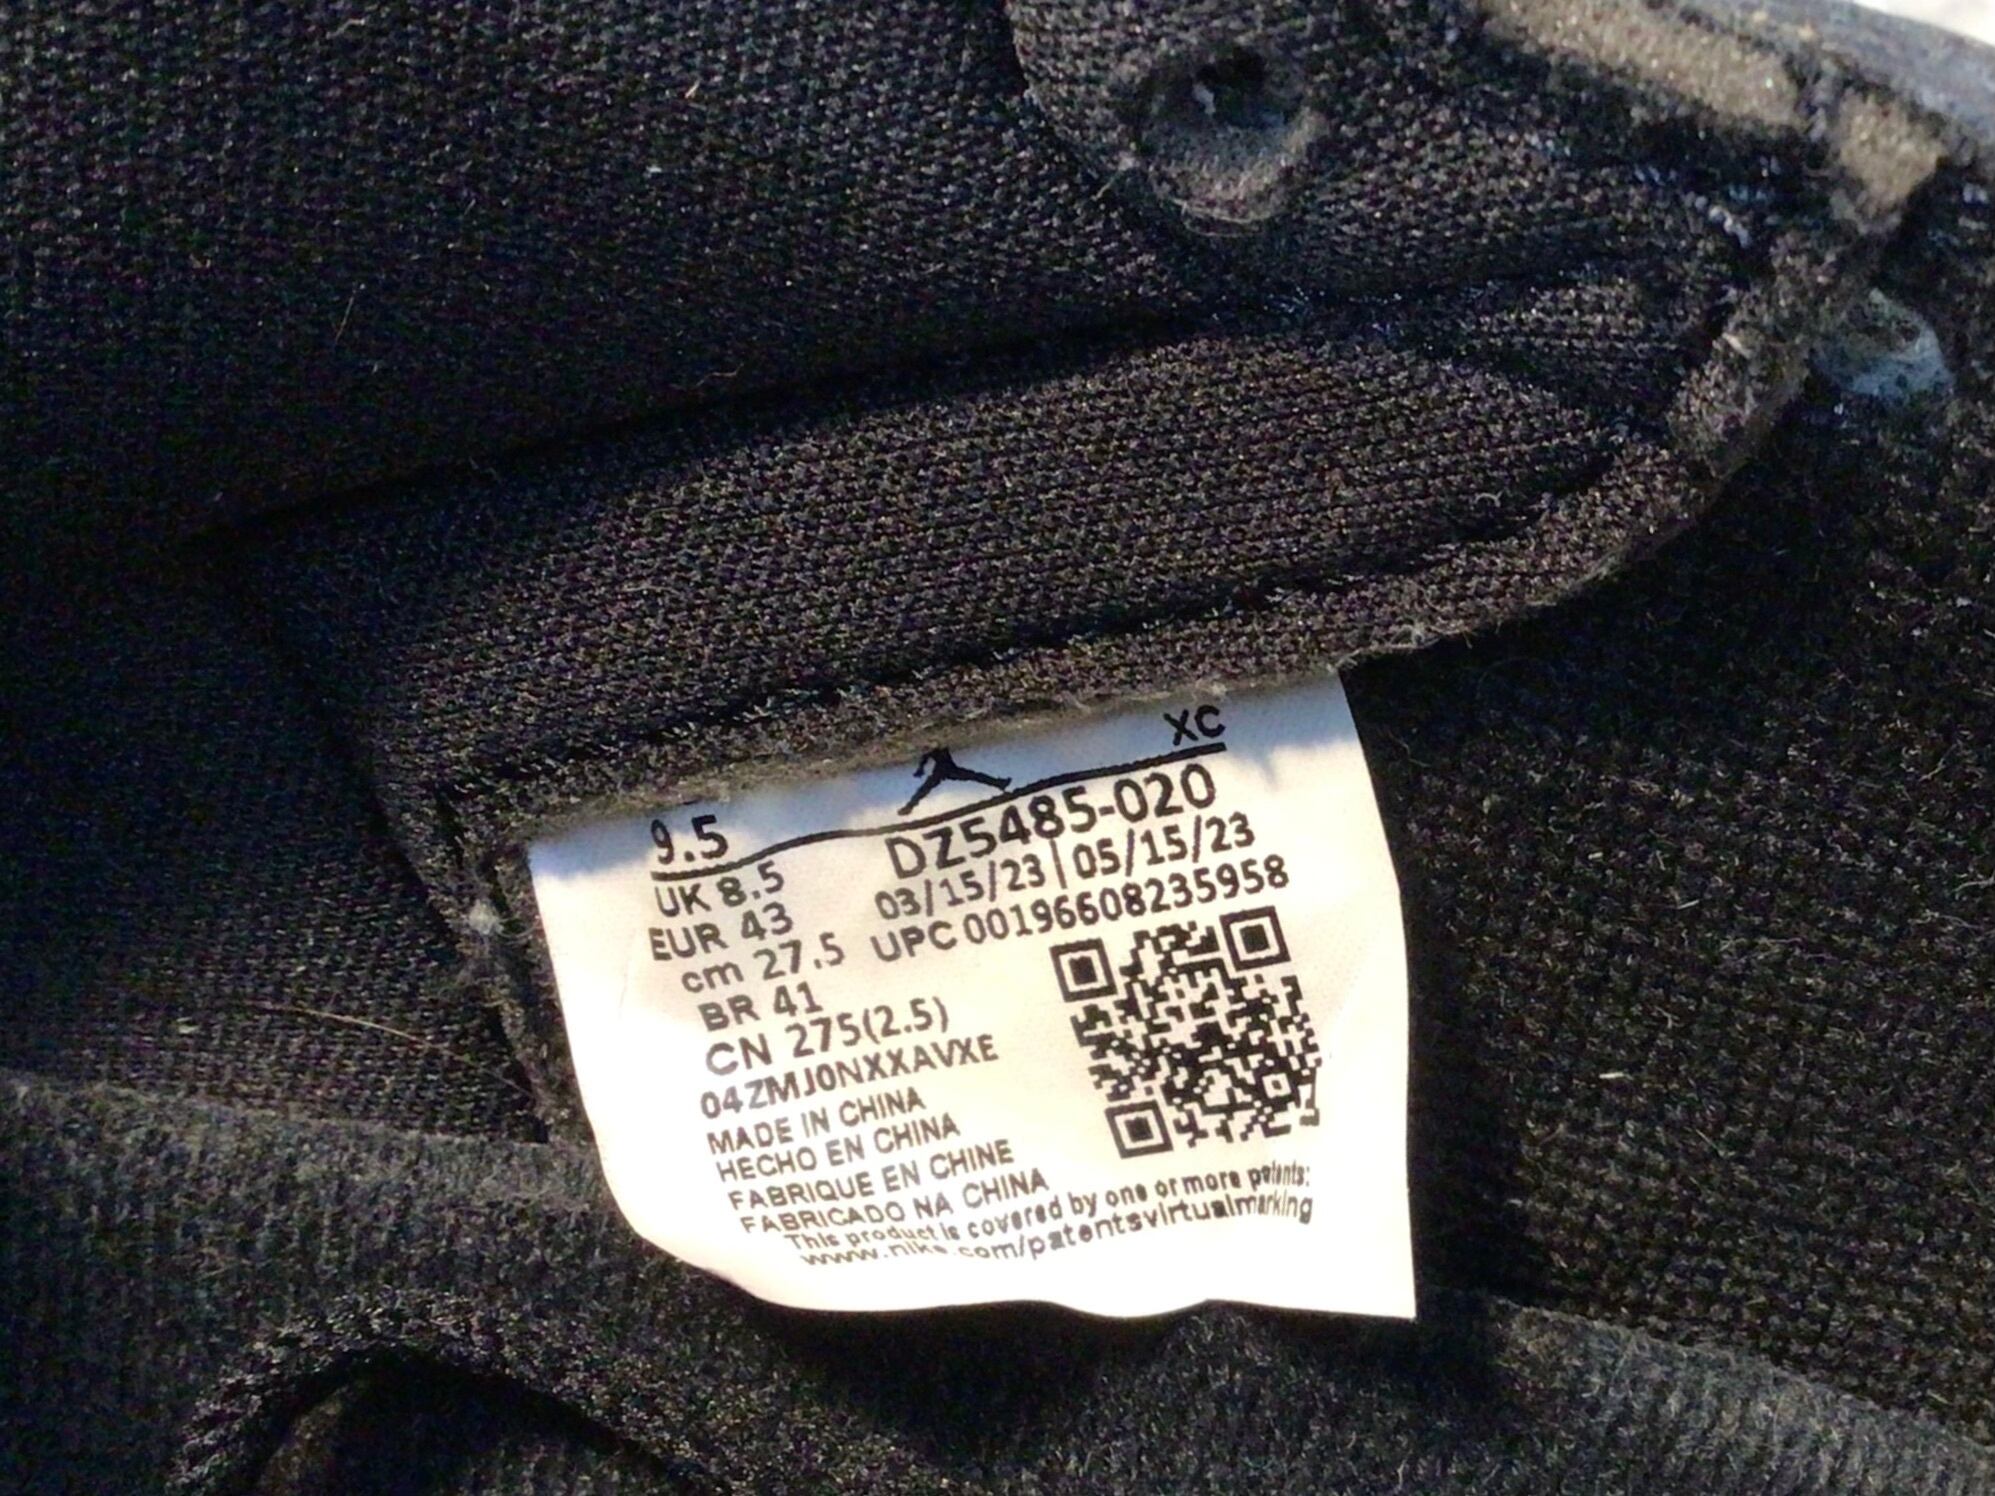 9.5 XC
UK 8.5 DZ5485-020
EUR 43 03/15/23 | 05/15/23
cm 27.5 UPC 00196608235958
BR 41
CN 275(2.5)
04ZMJ0NXXAVXE
MADE IN CHINA
HECHO EN CHINA
FABRIQUE EN CHINE
FABRICADO NA CHINA
This product is covered by one or more patents:
www.nike.com/patentsvirtualmarking